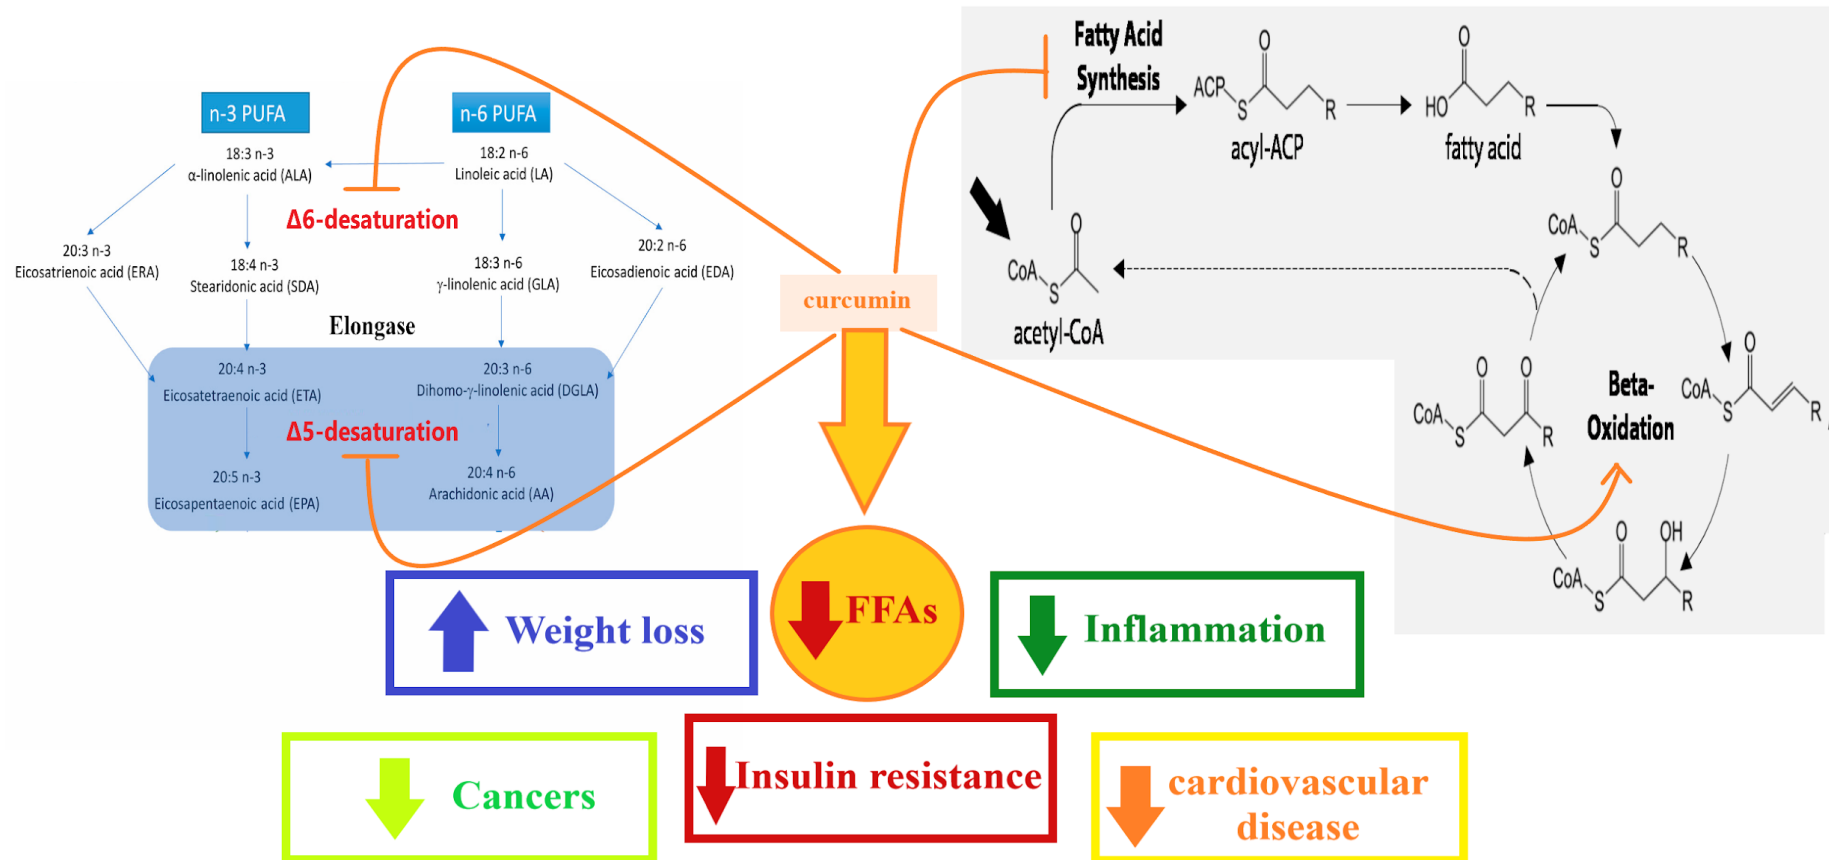 n-3 PUFA
n-6 PUFA
18:3 n-3
α-linolenic acid (ALA)
18:2 n-6
Linoleic acid (LA)
Δ6-desaturation
20:3 n-3
Eicosatrienoic acid (ERA)
18:4 n-3
Stearidonic acid (SDA)
18:3 n-6
γ-linolenic acid (GLA)
20:2 n-6
Eicosadienoic acid (EDA)
Elongase
20:4 n-3
Eicosatetraenoic acid (ETA)
20:3 n-6
Dihomo-γ-linolenic acid (DGLA)
Δ5-desaturation
20:5 n-3
Eicosapentaenoic acid (EPA)
20:4 n-6
Arachidonic acid (AA)
curcumin
Fatty Acid
Synthesis
ACP
S
O
R
acyl-ACP
HO
O
R
fatty acid
CoA
S
O
acetyl-CoA
CoA
S
O
R
CoA
S
O
R
Beta-
Oxidation
CoA
S
O
O
R
CoA
S
O
OH
R
Weight loss
FFAs
Inflammation
Cancers
Insulin resistance
cardiovascular
disease